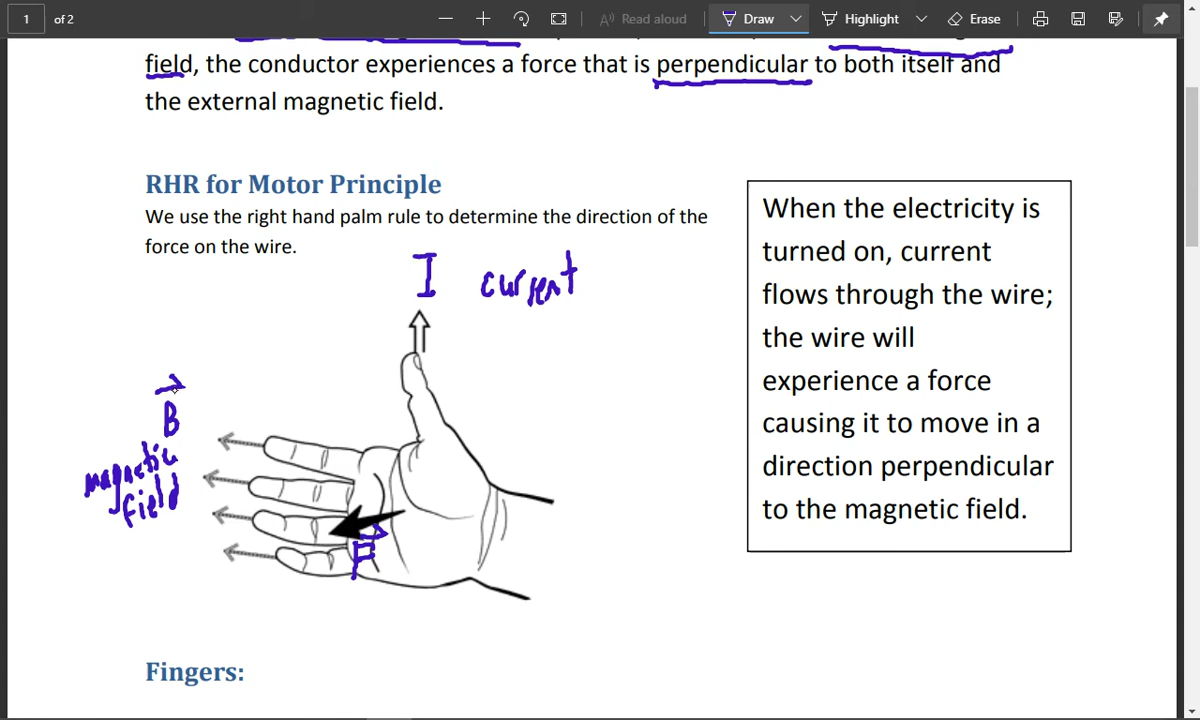 1 of 2 Read aloud Draw Highlight Erase
field, the conductor experiences a force that is perpendicular to both itself and
the external magnetic field.
RHR for Motor Principle
We use the right hand palm rule to determine the direction of the
force on the wire.
I current
B
magnetic
field
F
When the electricity is
turned on, current
flows through the wire;
the wire will
experience a force
causing it to move in a
direction perpendicular
to the magnetic field.
Fingers: